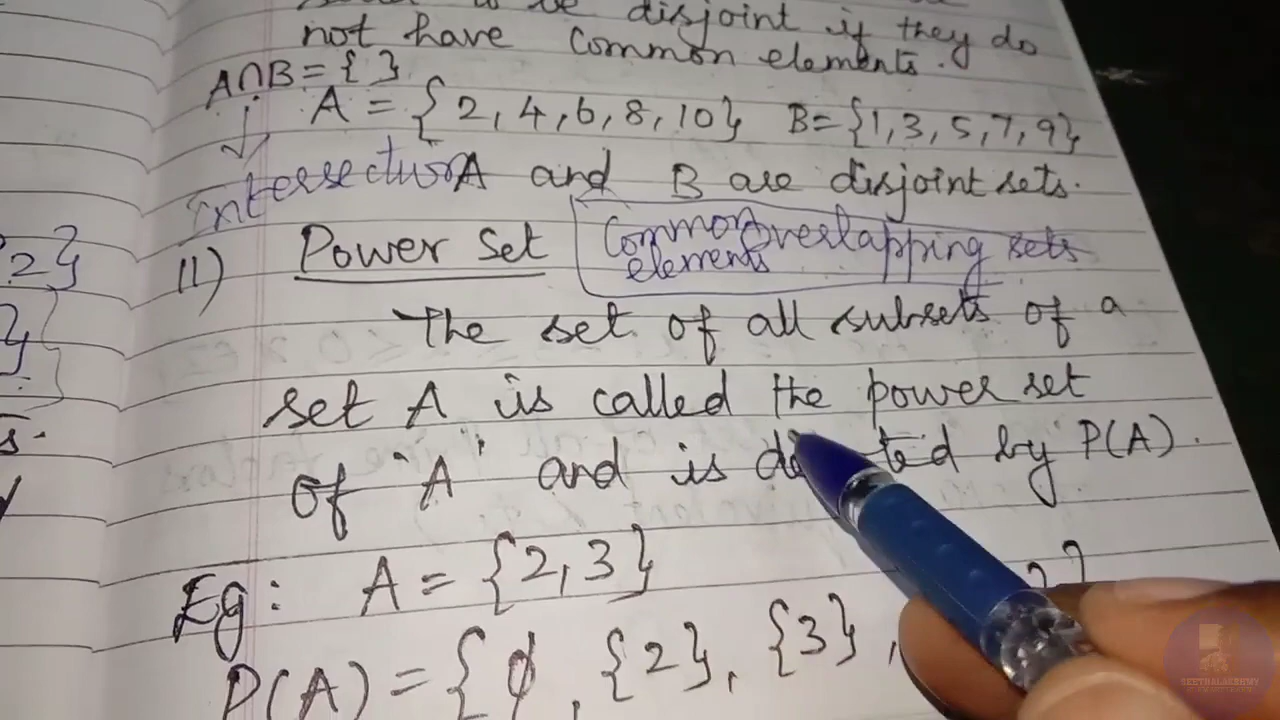 be disjoint if they do
not have common elements.
A∩B = { }
A = {2, 4, 6, 8, 10} B = {1, 3, 5, 7, 9}
Intersection A and B are disjoint sets.
11) Power Set
Common elements
Overlapping sets
The set of all subsets of a
set A is called the power set
of "A" and is by P(A).
Eg: A = {2, 3}
P(A) = { ϕ, {2}, {3},
2}